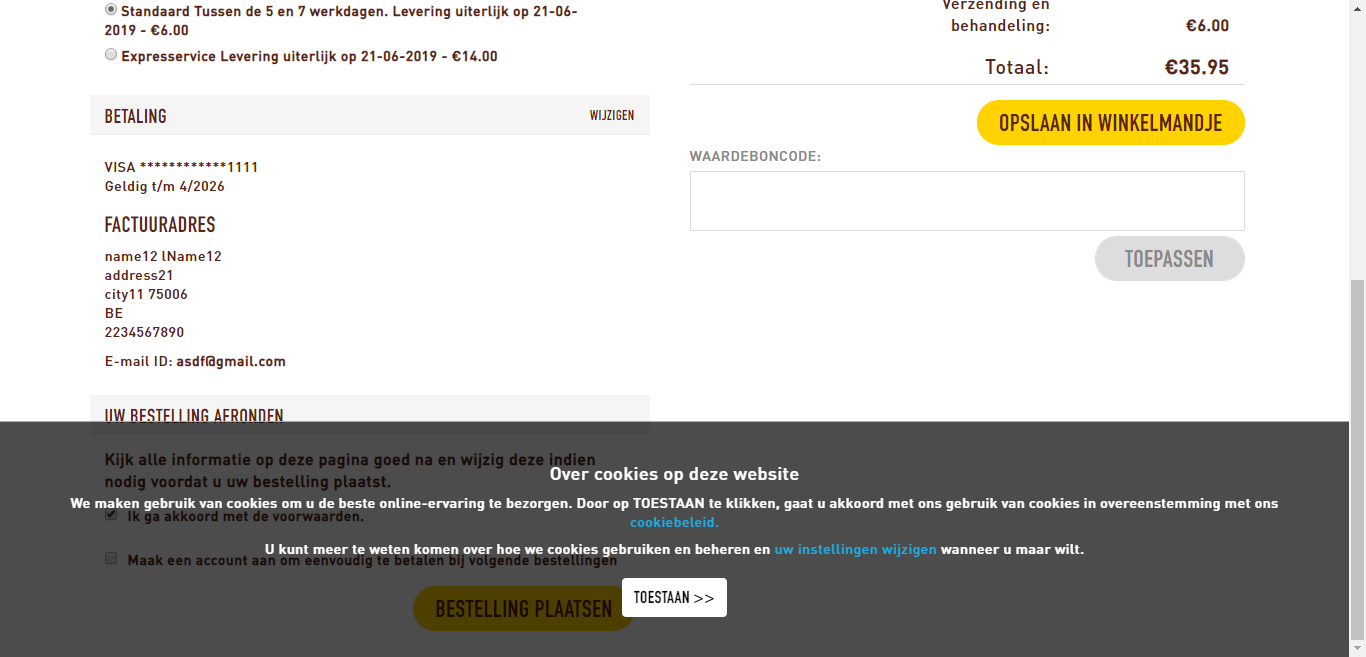 Standaard Tussen de 5 en 7 werkdagen. Levering uiterlijk op 21-06-
2019 - €6.00
Expresservice Levering uiterlijk op 21-06-2019 - €14.00
BETALING
WIJZIGEN
VISA ************1111
Geldig t/m 4/2026
FACTUURADRES
name12 lName12
address21
city11 75006
BE
2234567890
E-mail ID: asdf@gmail.com
UW BESTELLING AFRONDEN
Kijk alle informatie op deze pagina goed na en wijzig deze indien
nodig voordat u uw bestelling plaatst.
Ik ga akkoord met de voorwaarden.
Maak een account aan om eenvoudig te betalen bij volgende bestellingen
BESTELLING PLAATSEN
Verzending en
behandeling:
€6.00
Totaal:
€35.95
OPSLAAN IN WINKELMANDJE
WAARDEBONCODE:
TOEPASSEN
Over cookies op deze website
We maken gebruik van cookies om u de beste online-ervaring te bezorgen. Door op TOESTAAN te klikken, gaat u akkoord met ons gebruik van cookies in overeenstemming met ons
cookiebeleid.
U kunt meer te weten komen over hoe we cookies gebruiken en beheren en uw instellingen wijzigen wanneer u maar wilt.
TOESTAAN >>